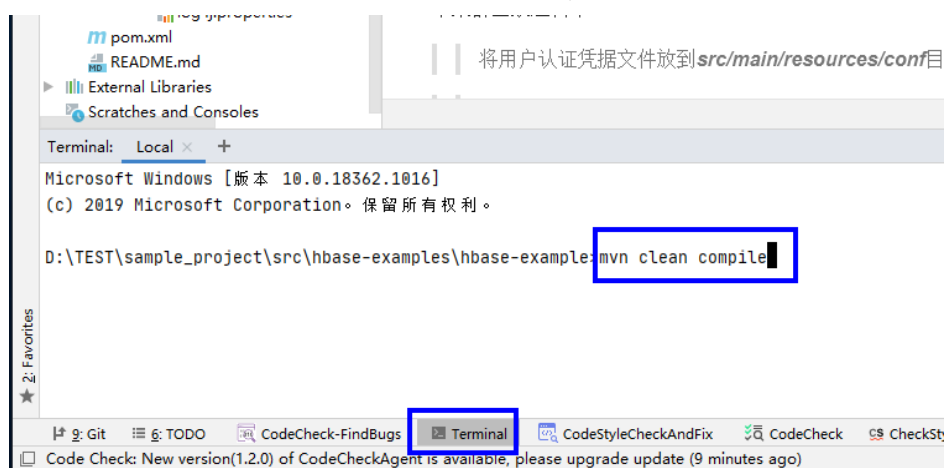 pom.xml
README.md
将用户认证凭据文件放到src/main/resources/conf目
External Libraries
Scratches and Consoles
Terminal: Local × +
Microsoft Windows [版本 10.0.18362.1016]
(c) 2019 Microsoft Corporation。保留所有权利。
D:\TEST\sample_project\src\hbase-examples\hbase-example>mvn clean compile
2: Favorites
9: Git 6: TODO CodeCheck-FindBugs Terminal CodeStyleCheckAndFix CodeCheck CheckSty
Code Check: New version(1.2.0) of CodeCheckAgent is available, please upgrade update (9 minutes ago)